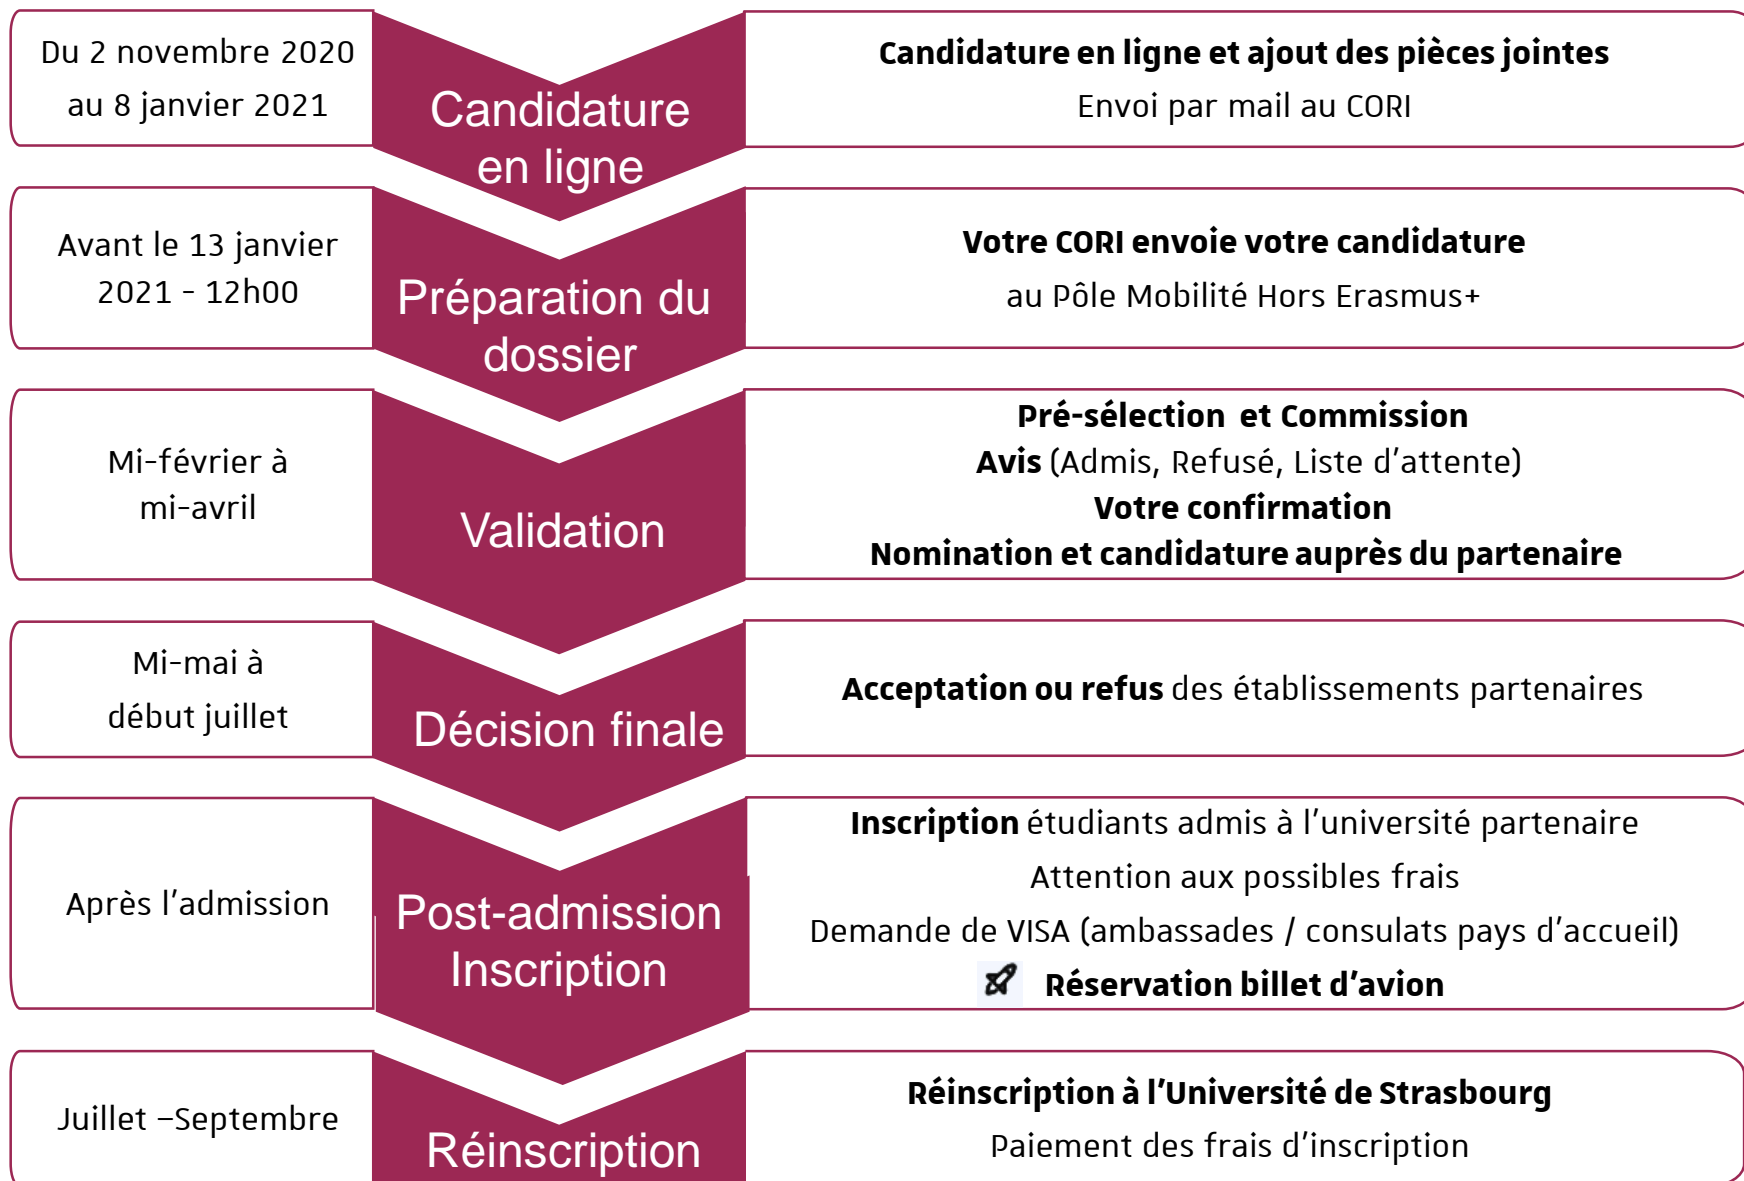 Du 2 novembre 2020
au 8 janvier 2021
Candidature
en ligne
Candidature en ligne et ajout des pièces jointes
Envoi par mail au CORI
Avant le 13 janvier
2021 - 12h00
Préparation du
dossier
Votre CORI envoie votre candidature
au Pôle Mobilité Hors Erasmus+
Mi-février à
mi-avril
Validation
Pré-sélection et Commission
Avis (Admis, Refusé, Liste d'attente)
Votre confirmation
Nomination et candidature auprès du partenaire
Mi-mai à
début juillet
Décision finale
Acceptation ou refus des établissements partenaires
Après l'admission
Post-admission
Inscription
Inscription étudiants admis à l'université partenaire
Attention aux possibles frais
Demande de VISA (ambassades / consulats pays d'accueil)
Réservation billet d'avion
Juillet –Septembre
Réinscription
Réinscription à l'Université de Strasbourg
Paiement des frais d'inscription